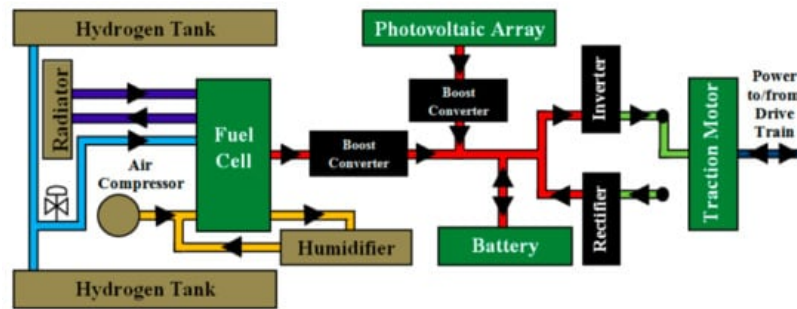 Hydrogen Tank
Photovoltaic Array
Radiator
Fuel
Cell
Boost
Converter
Boost
Converter
Inverter
Traction Motor
Power
to/from
Drive
Train
Air
Compressor
Humidifier
Battery
Rectifier
Hydrogen Tank